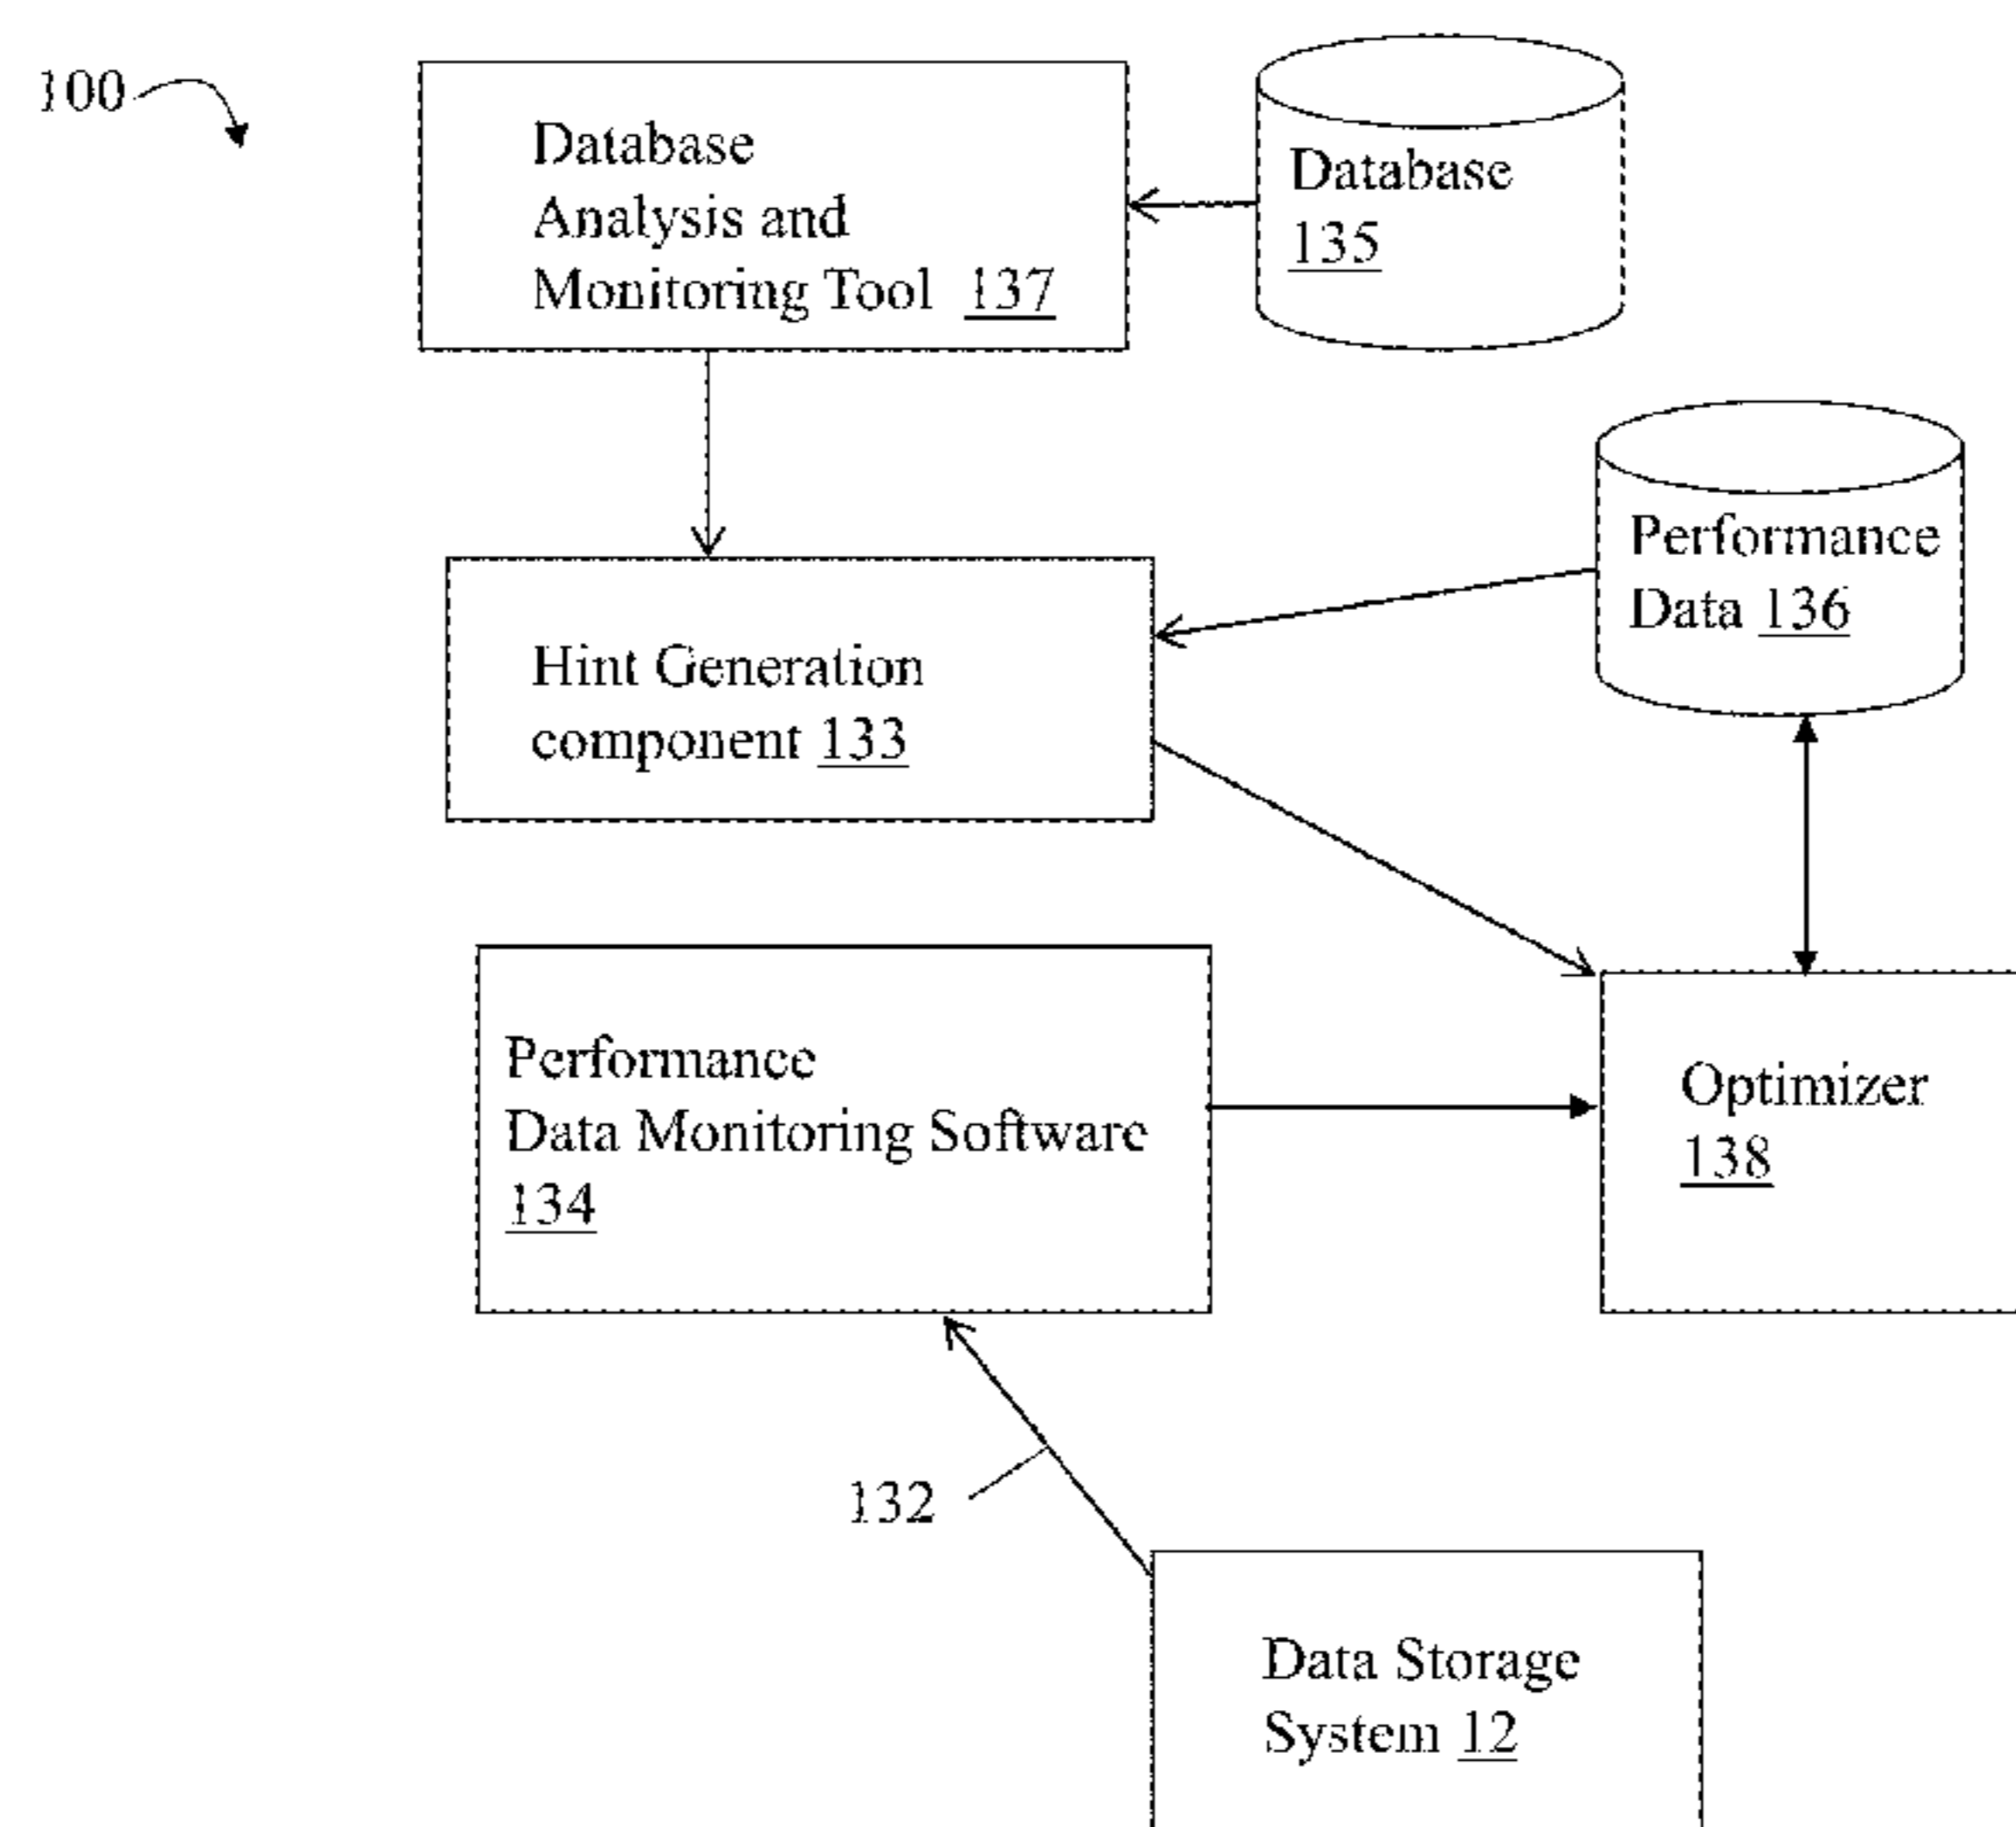 100
Database
Analysis and
Monitoring Tool 137
Database
135
Performance
Data 136
Hint Generation
component 133
Performance
Data Monitoring Software
134
Optimizer
138
132
Data Storage
System 12